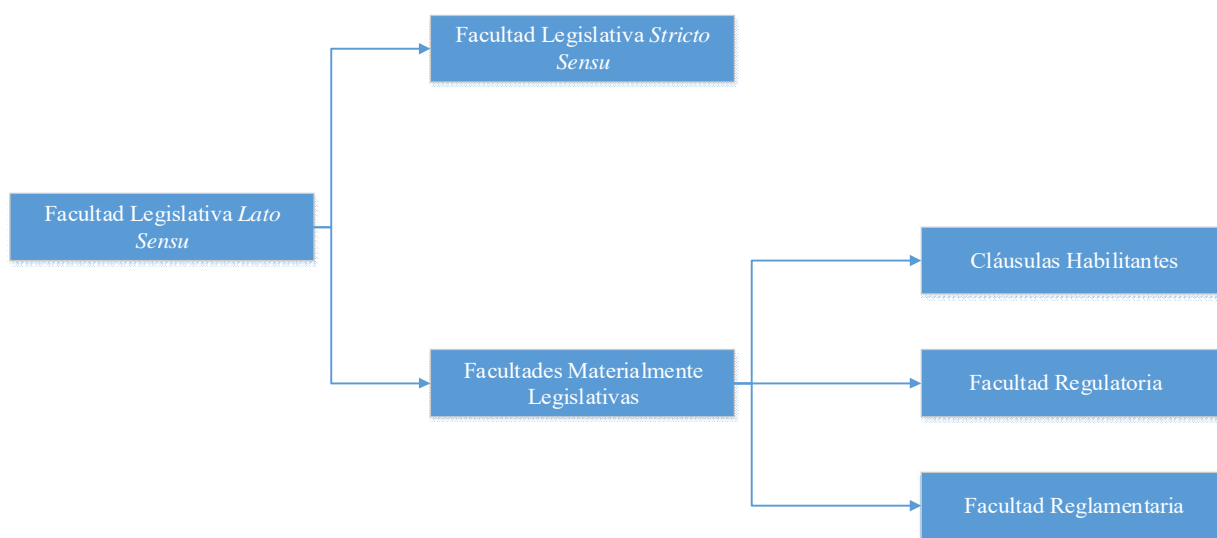 Facultad Legislativa Stricto
Sensu
Facultad Legislativa Lato
Sensu
Cláusulas Habilitantes
Facultades Materialmente
Legislativas
Facultad Regulatoria
Facultad Reglamentaria